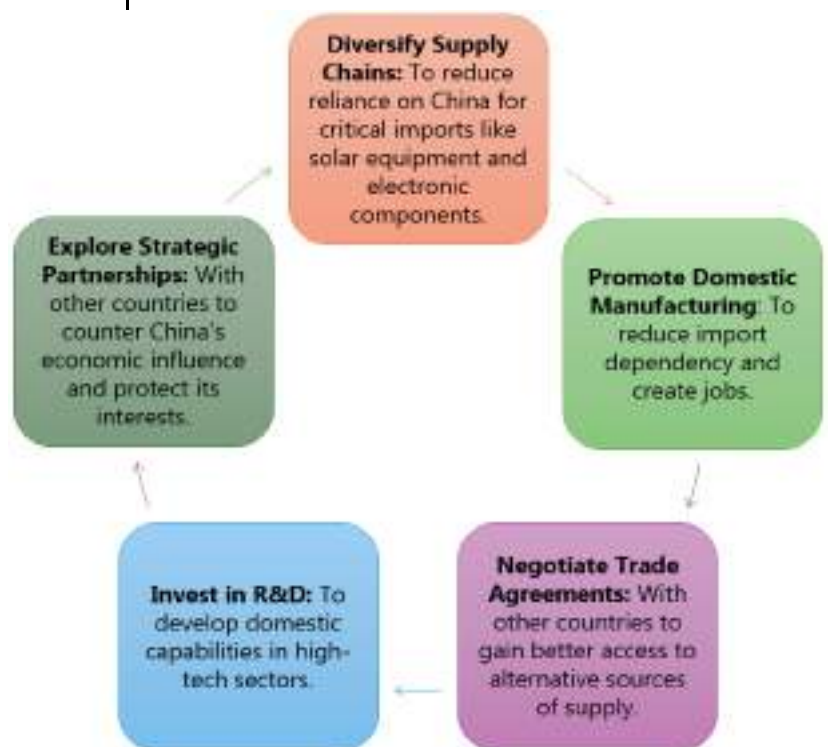 Diversify Supply
Chains: To reduce
reliance on China for
critical imports like
solar equipment and
electronic
components.
Promote Domestic
Manufacturing: To
reduce import
dependency and
create jobs.
Negotiate Trade
Agreements: With
other countries to
gain better access to
alternative sources
of supply.
Invest in R&D: To
develop domestic
capabilities in high-
tech sectors.
Explore Strategic
Partnerships: With
other countries to
counter China's
economic influence
and protect its
interests.